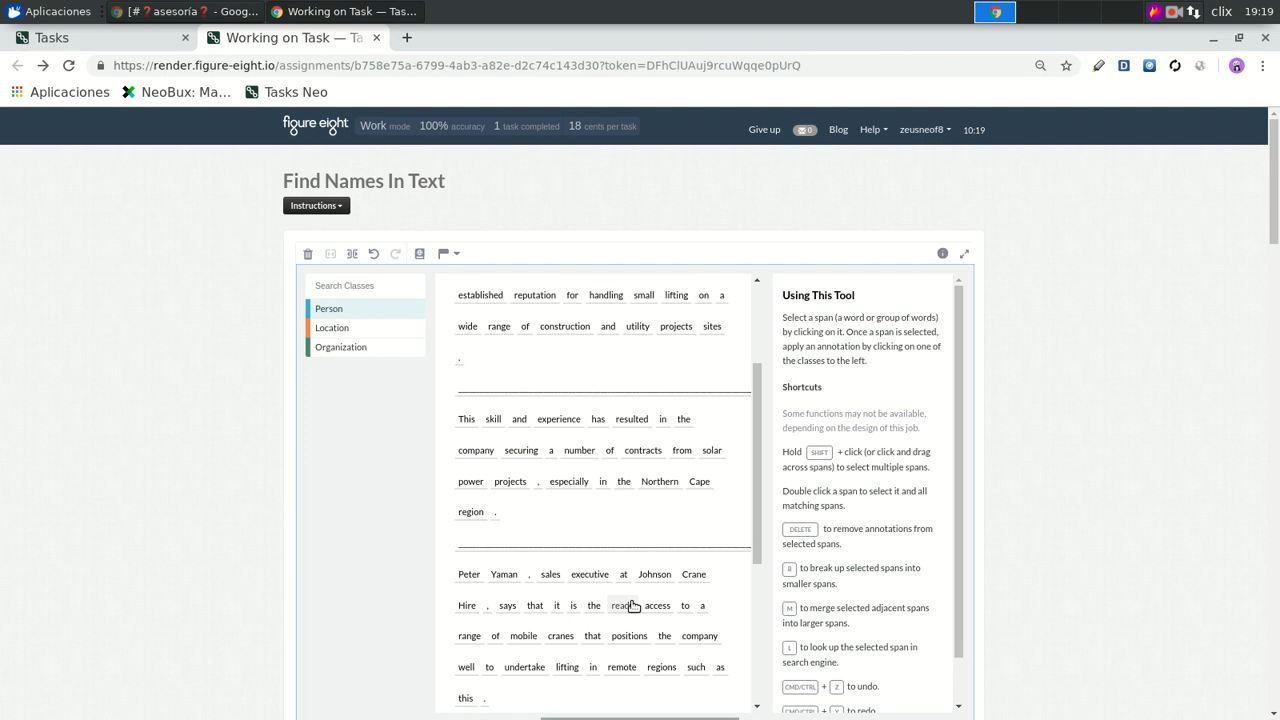 Aplicaciones
[#❓asesoría❓ - Goog...
Working on Task — Tas...
clix
19:19
Tasks
Working on Task — Ta
https://render.figure-eight.io/assignments/b758e75a-6799-4ab3-a82e-d2c74c143d30?token=DFhClUAuj9rcuWqqe0pUrQ
Aplicaciones
NeoBux: Ma...
Tasks Neo
figure eight
Work mode
100% accuracy
1 task completed
18 cents per task
Give up
0
Blog
Help
zeusneof8
10:19
Find Names In Text
Instructions
Search Classes
Person
Location
Organization
established reputation for handling small lifting on a
wide range of construction and utility projects sites
.
This skill and experience has resulted in the
company securing a number of contracts from solar
power projects , especially in the Northern Cape
region .
Peter Yaman , sales executive at Johnson Crane
Hire , says that it is the access to a
range of mobile cranes that positions the company
well to undertake lifting in remote regions such as
this .
Using This Tool
Select a span (a word or group of words)
by clicking on it. Once a span is selected,
apply an annotation by clicking on one of
the classes to the left.
Shortcuts
Some functions may not be available,
depending on the design of this job.
Hold SHIFT + click (or click and drag
across spans) to select multiple spans.
Double click a span to select it and all
matching spans.
DELETE to remove annotations from
selected spans.
B to break up selected spans into
smaller spans.
M to merge selected adjacent spans
into larger spans.
L to look up the selected span in
search engine.
CMD/CTRL + Z to undo.
CMD/CTRL + Y to redo.